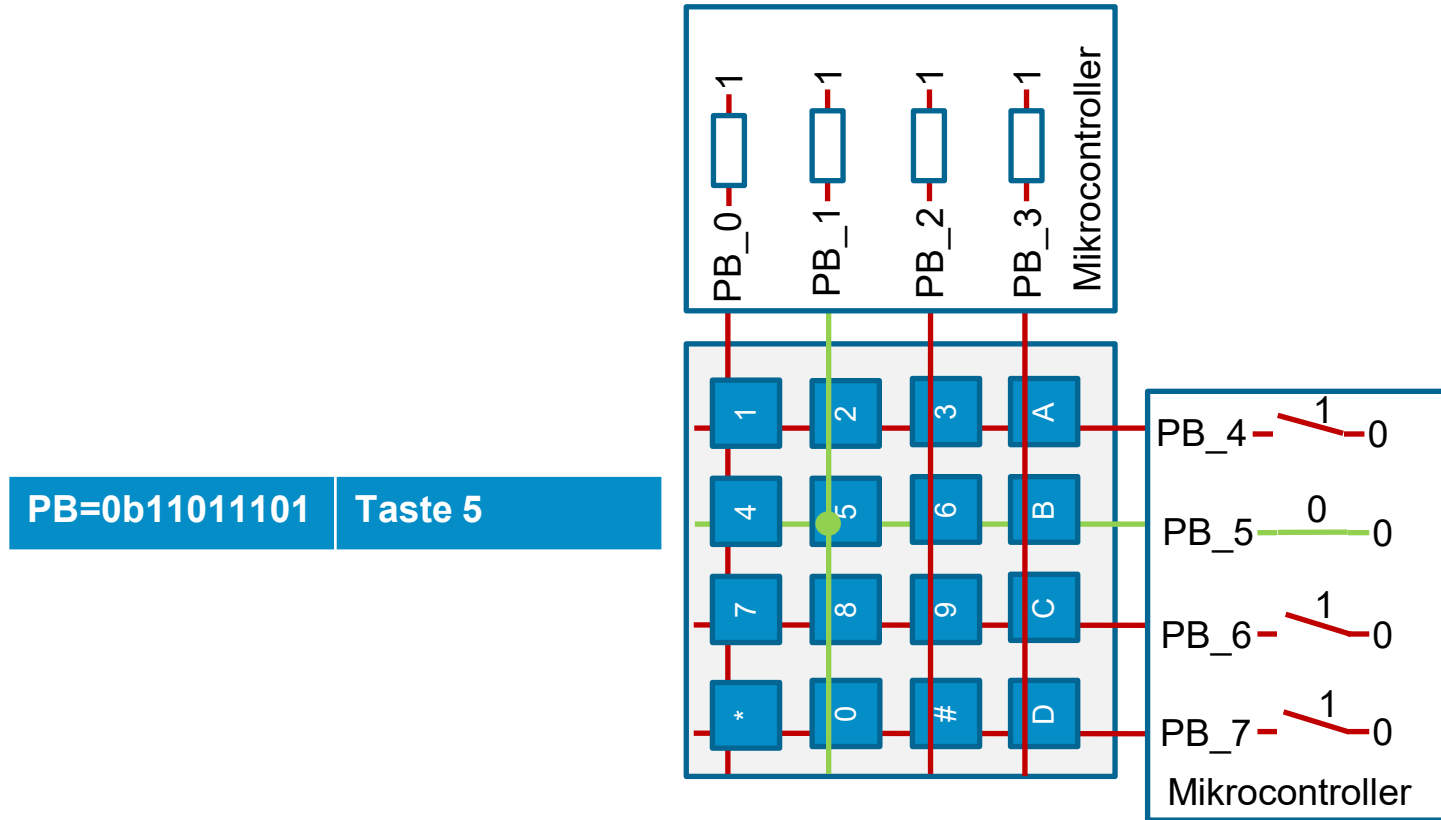 1 1 1 1
PB_0 PB_1 PB_2 PB_3
Mikrocontroller
1 2 3 A
PB_4 1 0
PB=0b11011101 Taste 5
4 5 6 B
PB_5 0 0
7 8 9 C
PB_6 1 0
* 0 # D
PB_7 1 0
Mikrocontroller